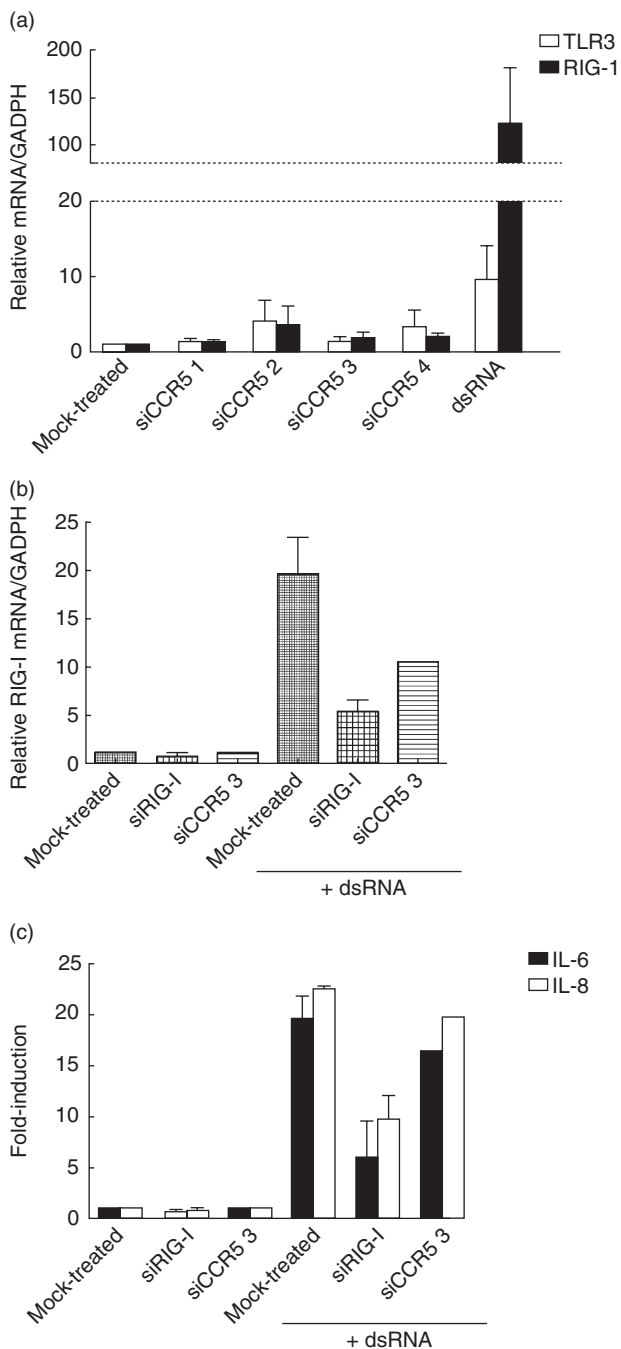 (a)
TLR3
RIG-1
200
150
100
20
10
0
Relative mRNA/GADPH
Mock-treated
siCCR5 1
siCCR5 2
siCCR5 3
siCCR5 4
dsRNA
(b)
25
20
15
10
5
0
Relative RIG-I mRNA/GADPH
Mock-treated
siRIG-I
siCCR5 3
Mock-treated
siRIG-I
siCCR5 3
+ dsRNA
(c)
IL-6
IL-8
25
20
15
10
5
0
Fold-induction
Mock-treated
siRIG-I
siCCR5 3
Mock-treated
siRIG-I
siCCR5 3
+ dsRNA